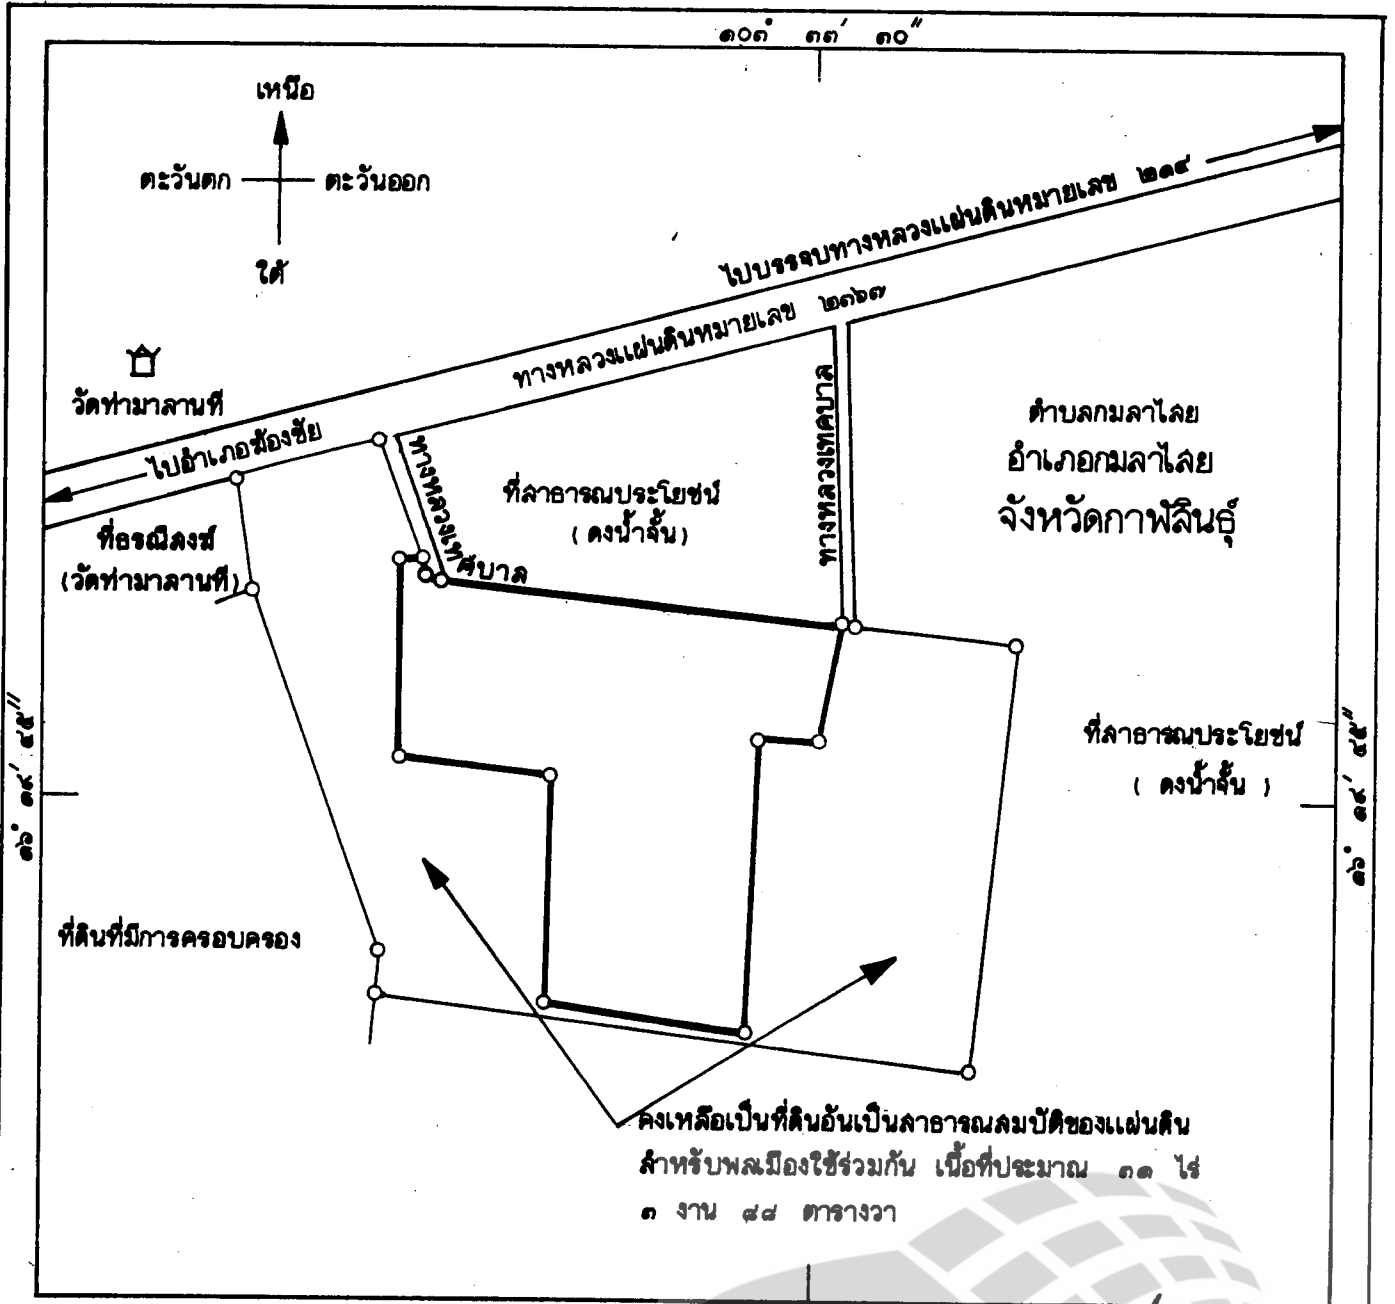 ๑๐๓° ๓๓′ ๓๐″
เหนือ
ตะวันตก
ตะวันออก
ใต้
ไปบรรจบทางหลวงแผ่นดินหมายเลข ๒๑๔
ทางหลวงแผ่นดินหมายเลข ๒๓๖๗
วัดท่ามาลานที
ไปอำเภอฆ้องชัย
ทางหลวงเทศบาล
ที่สาธารณประโยชน์
(ดงน้ำจั้น)
ทางหลวงเทศบาล
ตำบลกมลาไสย
อำเภอกมลาไสย
จังหวัดกาฬสินธุ์
ที่ธรณีสงฆ์
(วัดท่ามาลานที)
ที่สาธารณประโยชน์
( ดงน้ำจั้น )
๑๖° ๑๙′ ๔๕″
๑๖° ๑๙′ ๔๕″
ที่ดินที่มีการครอบครอง
คงเหลือเป็นที่ดินอันเป็นสาธารณสมบัติของแผ่นดิน
สำหรับพลเมืองใช้ร่วมกัน เนื้อที่ประมาณ ๓๑ ไร่
๓ งาน ๘๘ ตารางวา